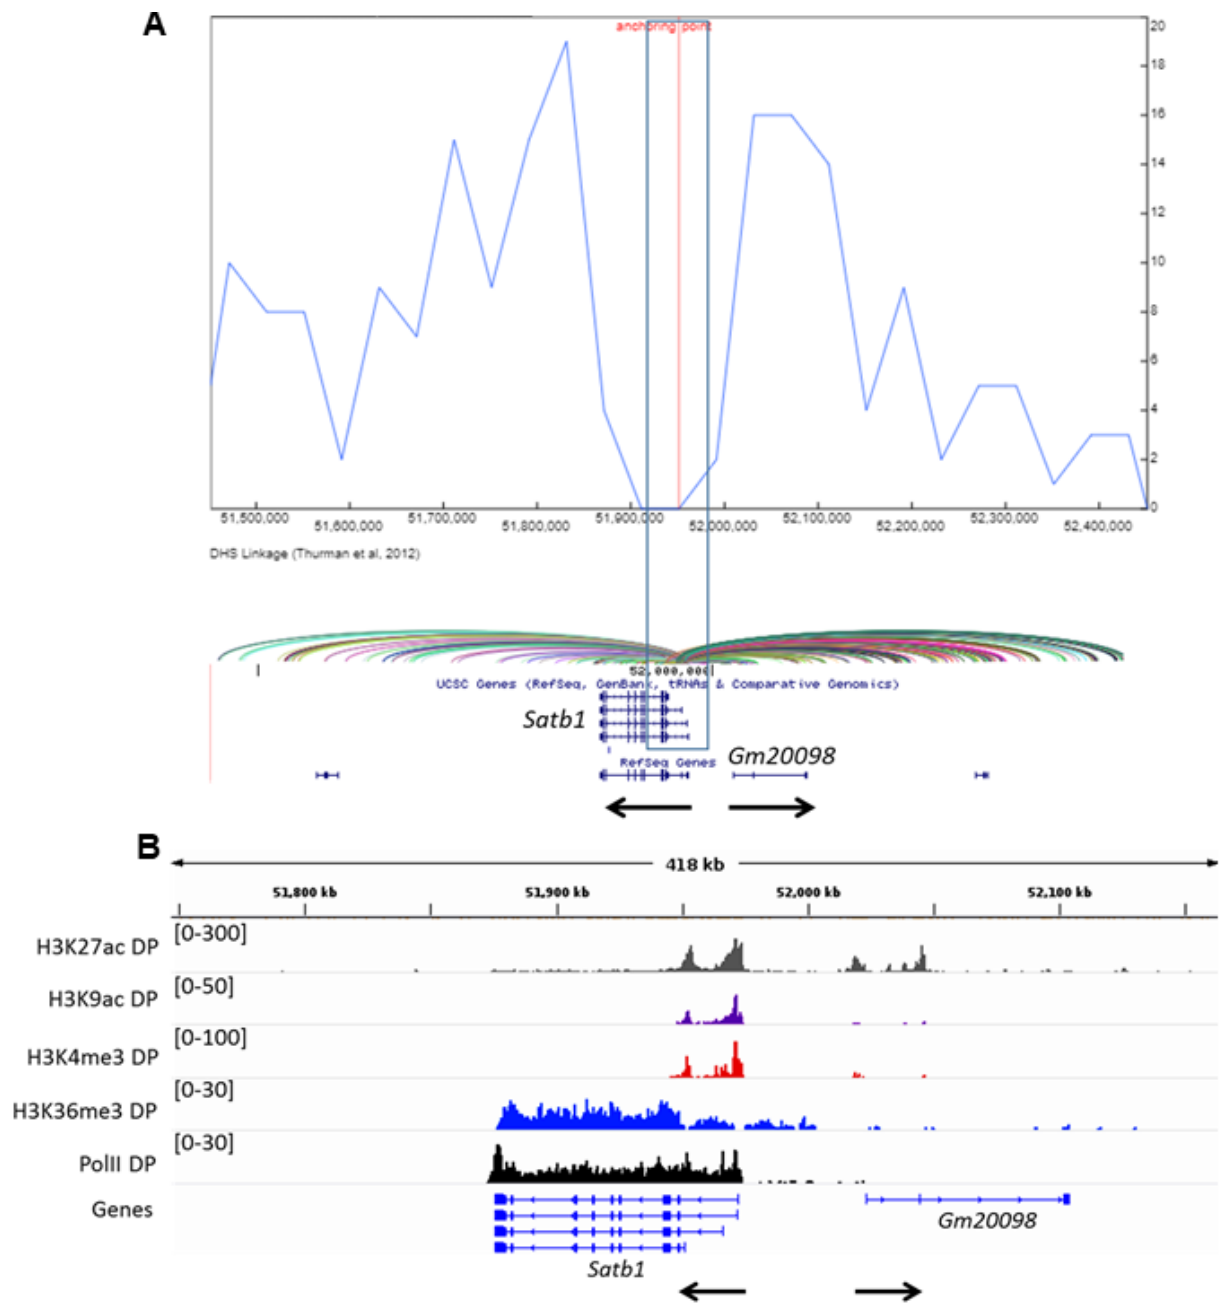 A
anchoring point
20
18
16
14
12
10
8
6
4
2
0
51,500,000 51,600,000 51,700,000 51,800,000 51,900,000 52,000,000 52,100,000 52,200,000 52,300,000 52,400,000
DHS Linkage (Thurman et al, 2012)
52,000,000
UCSC Genes (RefSeq, GenBank, tRNAs & Comparative Genomics)
Satb1
Gm20098
RefSeq Genes
B
418 kb
51,800 kb 51,900 kb 52,000 kb 52,100 kb
H3K27ac DP [0-300]
H3K9ac DP [0-50]
H3K4me3 DP [0-100]
H3K36me3 DP [0-30]
PolII DP [0-30]
Genes
Gm20098
Satb1